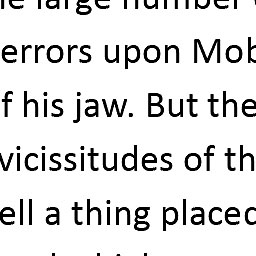 large number
errors upon Mob
f his jaw. But the
vicissitudes of th
ell a thing placed